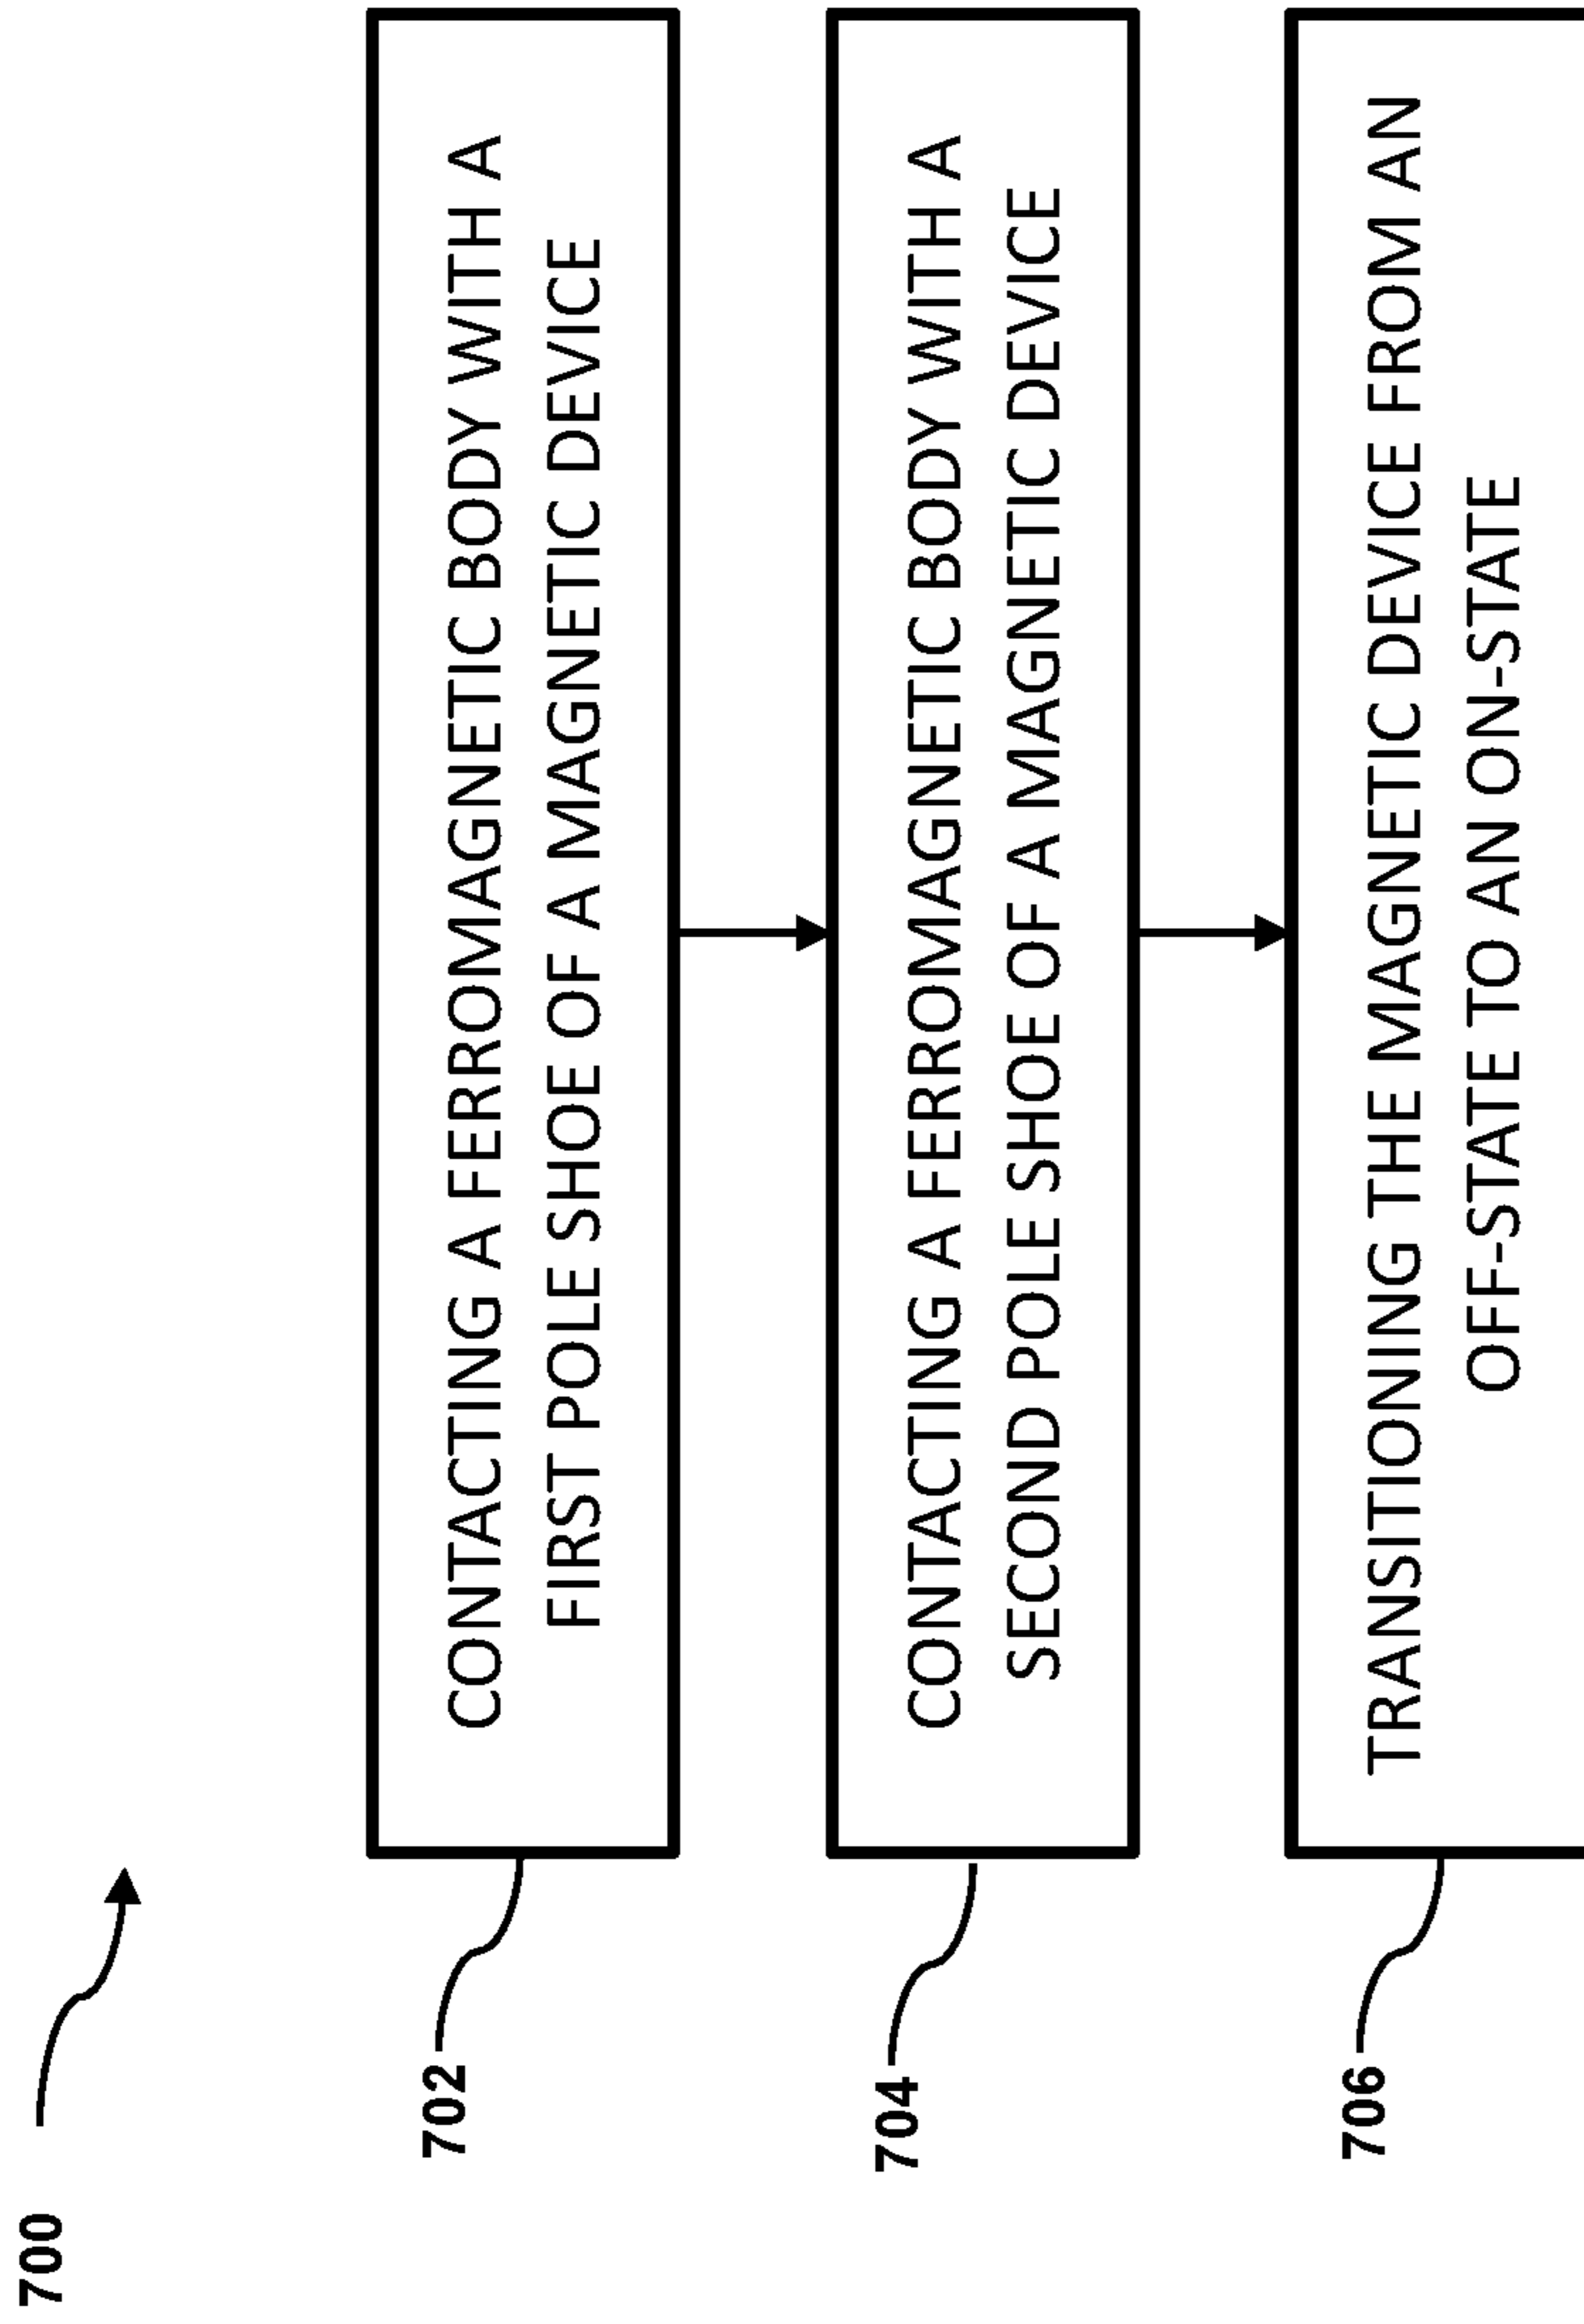 700
702
CONTACTING A FERROMAGNETIC BODY WITH A
FIRST POLE SHOE OF A MAGNETIC DEVICE
704
CONTACTING A FERROMAGNETIC BODY WITH A
SECOND POLE SHOE OF A MAGNETIC DEVICE
706
TRANSITIONING THE MAGNETIC DEVICE FROM AN
OFF-STATE TO AN ON-STATE